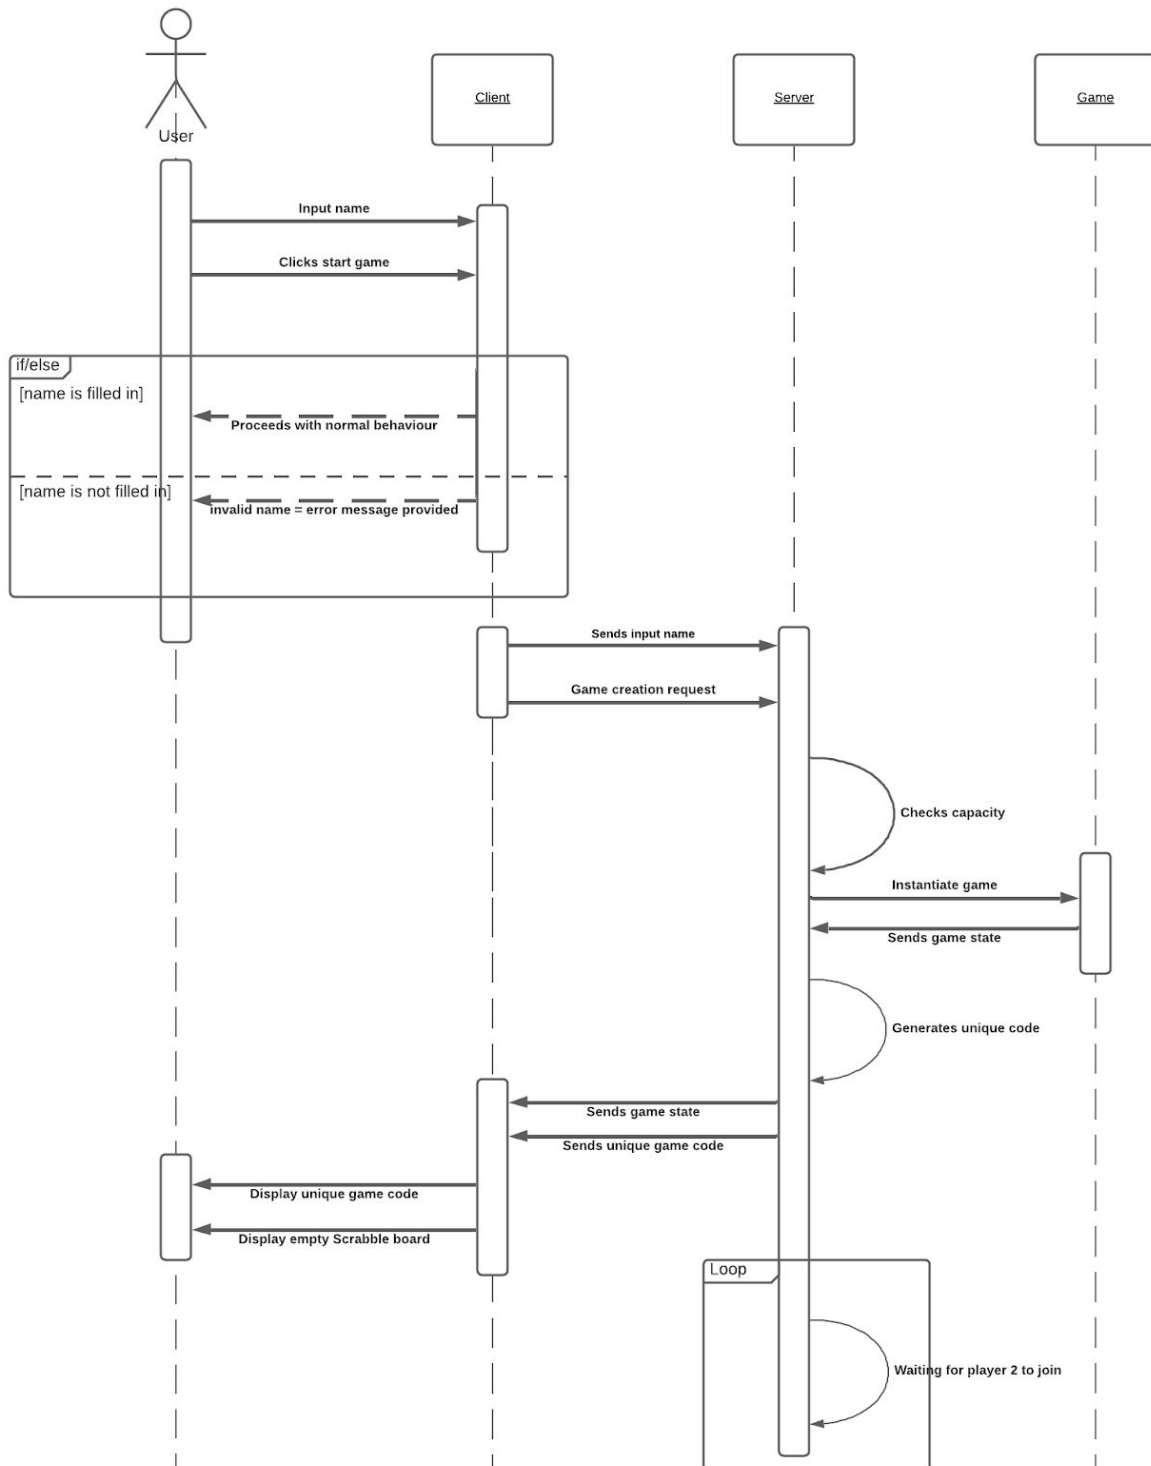 User
Client
Server
Game
Input name
Clicks start game
if/else
[name is filled in]
Proceeds with normal behaviour
[name is not filled in]
invalid name = error message provided
Sends input name
Game creation request
Checks capacity
Instantiate game
Sends game state
Generates unique code
Sends game state
Sends unique game code
Display unique game code
Display empty Scrabble board
Loop
Waiting for player 2 to join